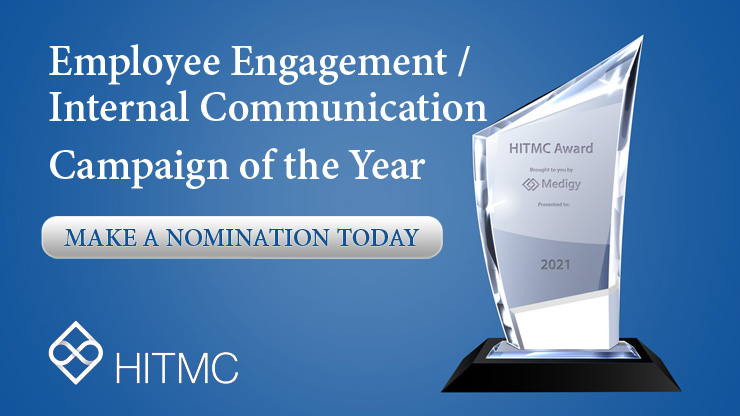 Employee Engagement /
Internal Communication
Campaign of the Year
MAKE A NOMINATION TODAY
HITMC
HITMC Award
Brought to you by
Medigy
Presented to:
2021